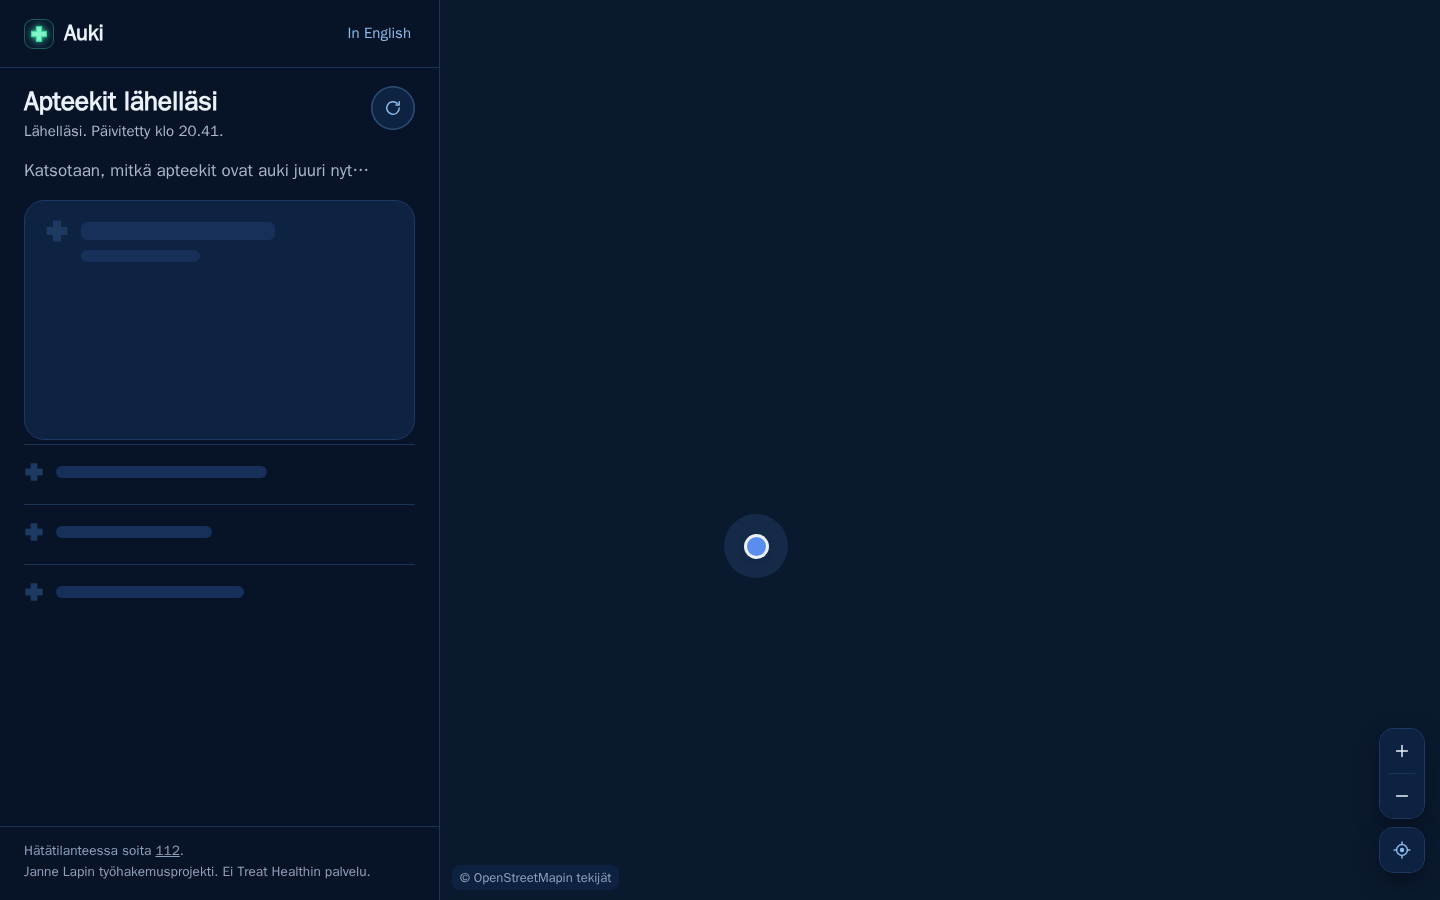 Auki
In English
Apteekit lähelläsi
Lähelläsi. Päivitetty klo 20.41.
Katsotaan, mitkä apteekit ovat auki juuri nyt…
Hätätilanteessa soita 112.
Janne Lapin työhakemusprojekti. Ei Treat Healthin palvelu.
© OpenStreetMapin tekijät